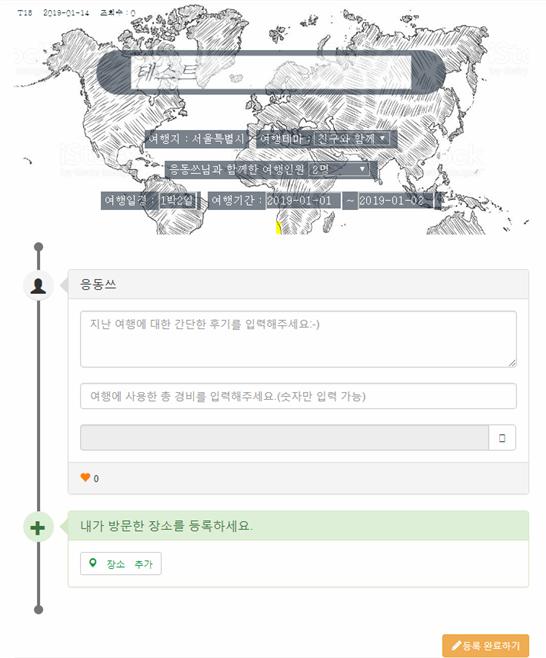 T18 2019-01-14 조회수 : 0
테스트
여행지 : 서울특별시 여행테마 : 친구와 함께
응동쓰님과 함께한 여행인원 2명
여행일정 : 1박2일 여행기간 : 2019-01-01 ~ 2019-01-02
응동쓰
지난 여행에 대한 간단한 후기를 입력해주세요:-)
여행에 사용한 총 경비를 입력해주세요.(숫자만 입력 가능)
0
내가 방문한 장소를 등록하세요.
장소 추가
등록 완료하기